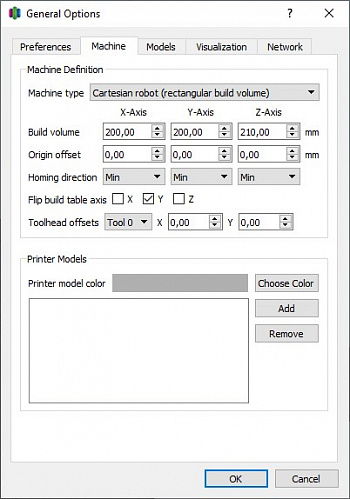 General Options
Preferences Machine Models Visualization Network
Machine Definition
Machine type Cartesian robot (rectangular build volume)
X-Axis Y-Axis Z-Axis
Build volume 200,00 200,00 210,00 mm
Origin offset 0,00 0,00 0,00 mm
Homing direction Min Min Min
Flip build table axis X Y Z
Toolhead offsets Tool 0 X 0,00 Y 0,00
Printer Models
Printer model color Choose Color
Add
Remove
OK Cancel